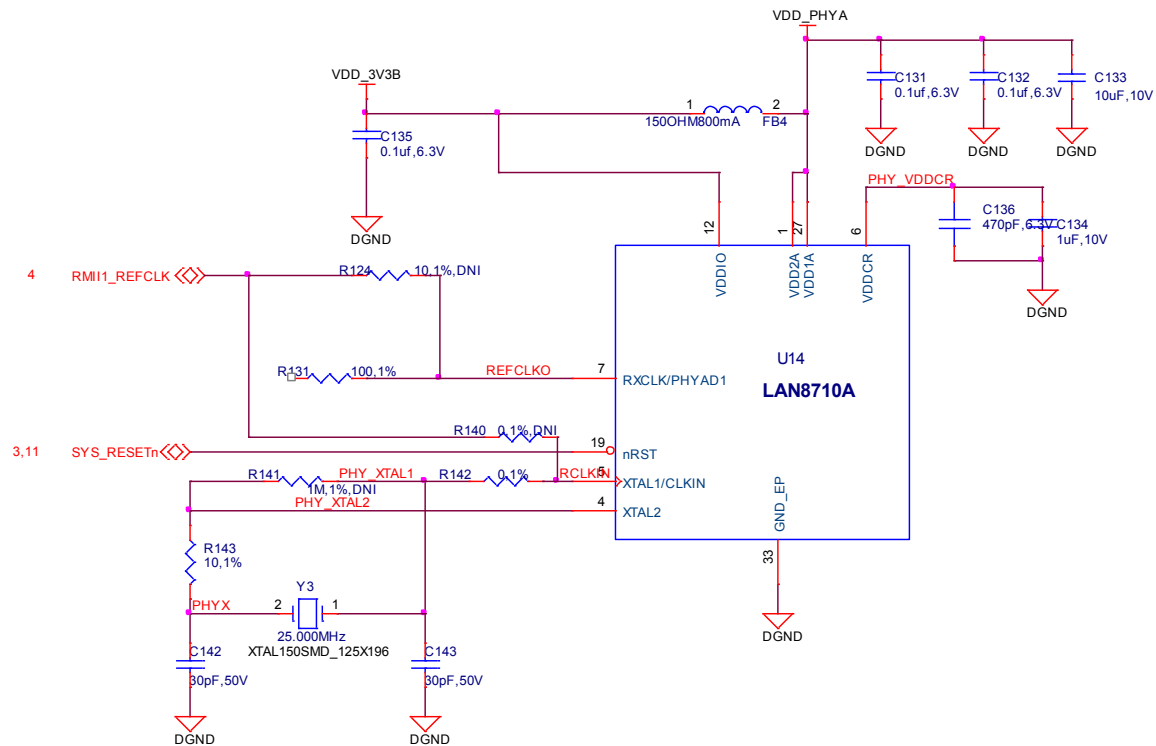 VDD_PHYA
VDD_3V3B
C131
0.1uf,6.3V
C132
0.1uf,6.3V
C133
10uF,10V
1
2
150OHM800mA
FB4
C135
0.1uf,6.3V
DGND
DGND
DGND
DGND
PHY_VDDCR
C136
470pF,6.3V
C134
1uF,10V
DGND
12
1
27
6
VDDIO
VDD2A
VDD1A
VDDCR
4
RMII1_REFCLK
R124
10,1%,DNI
U14
LAN8710A
R131
100,1%
REFCLKO
7
RXCLK/PHYAD1
R140
0,1%,DNI
3,11
SYS_RESETn
19
nRST
R141
1M,1%,DNI
PHY_XTAL1
R142
0,1%
RCLKIN
5
XTAL1/CLKIN
PHY_XTAL2
4
XTAL2
GND_EP
33
DGND
R143
10,1%
Y3
PHYX
2
1
25.000MHz
XTAL150SMD_125X196
C142
30pF,50V
C143
30pF,50V
DGND
DGND